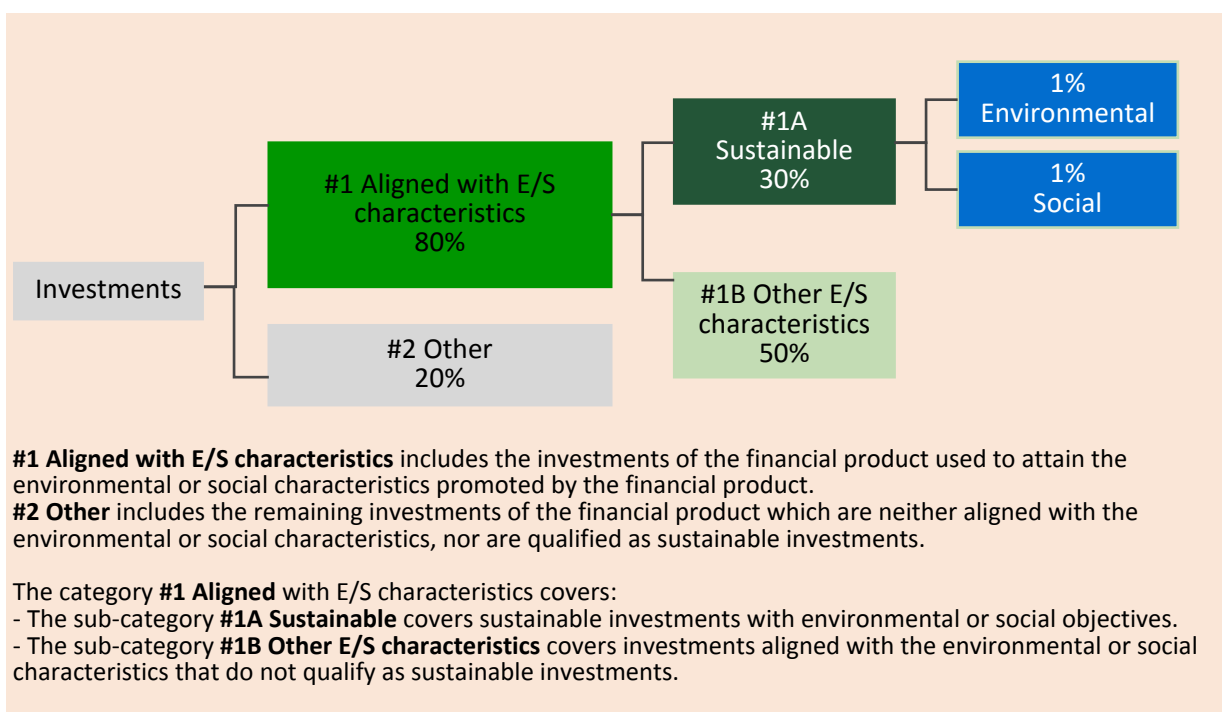 Investments
#1 Aligned with E/S
characteristics
80%
#2 Other
20%
#1A
Sustainable
30%
#1B Other E/S
characteristics
50%
1%
Environmental
1%
Social
#1 Aligned with E/S characteristics includes the investments of the financial product used to attain the
environmental or social characteristics promoted by the financial product.
#2 Other includes the remaining investments of the financial product which are neither aligned with the
environmental or social characteristics, nor are qualified as sustainable investments.
The category #1 Aligned with E/S characteristics covers:
- The sub-category #1A Sustainable covers sustainable investments with environmental or social objectives.
- The sub-category #1B Other E/S characteristics covers investments aligned with the environmental or social
characteristics that do not qualify as sustainable investments.